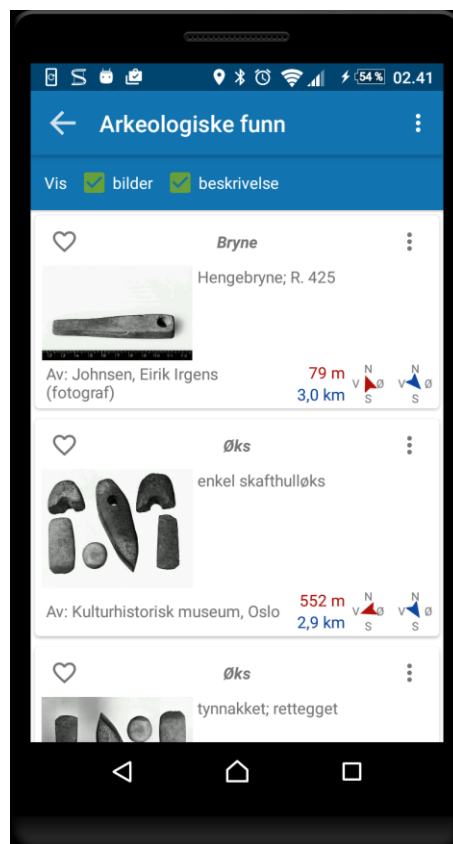 54% 02.41
Arkeologiske funn
Vis bilder beskrivelse
Bryne
Hengebryne; R. 425
Av: Johnsen, Eirik Irgens
(fotograf)
79 m
3,0 km
N
V Ø
S
N
V Ø
S
Øks
enkel skafthulløks
Av: Kulturhistorisk museum, Oslo
552 m
2,9 km
N
V Ø
S
N
V Ø
S
Øks
tynnakket; rettegget